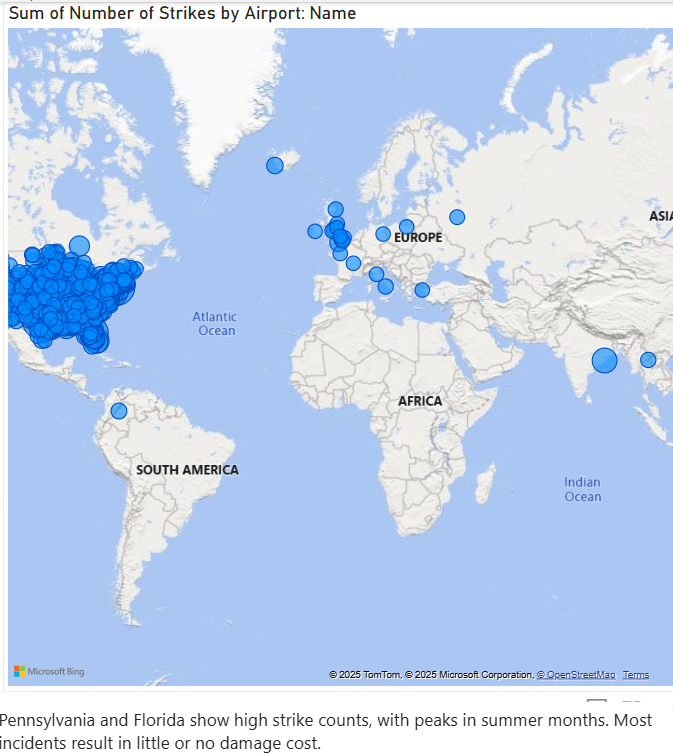 Sum of Number of Strikes by Airport: Name
ASIA
EUROPE
Atlantic
Ocean
AFRICA
SOUTH AMERICA
Indian
Ocean
Microsoft Bing
© 2025 TomTom, © 2025 Microsoft Corporation, © OpenStreetMap Terms
Pennsylvania and Florida show high strike counts, with peaks in summer months. Most
incidents result in little or no damage cost.